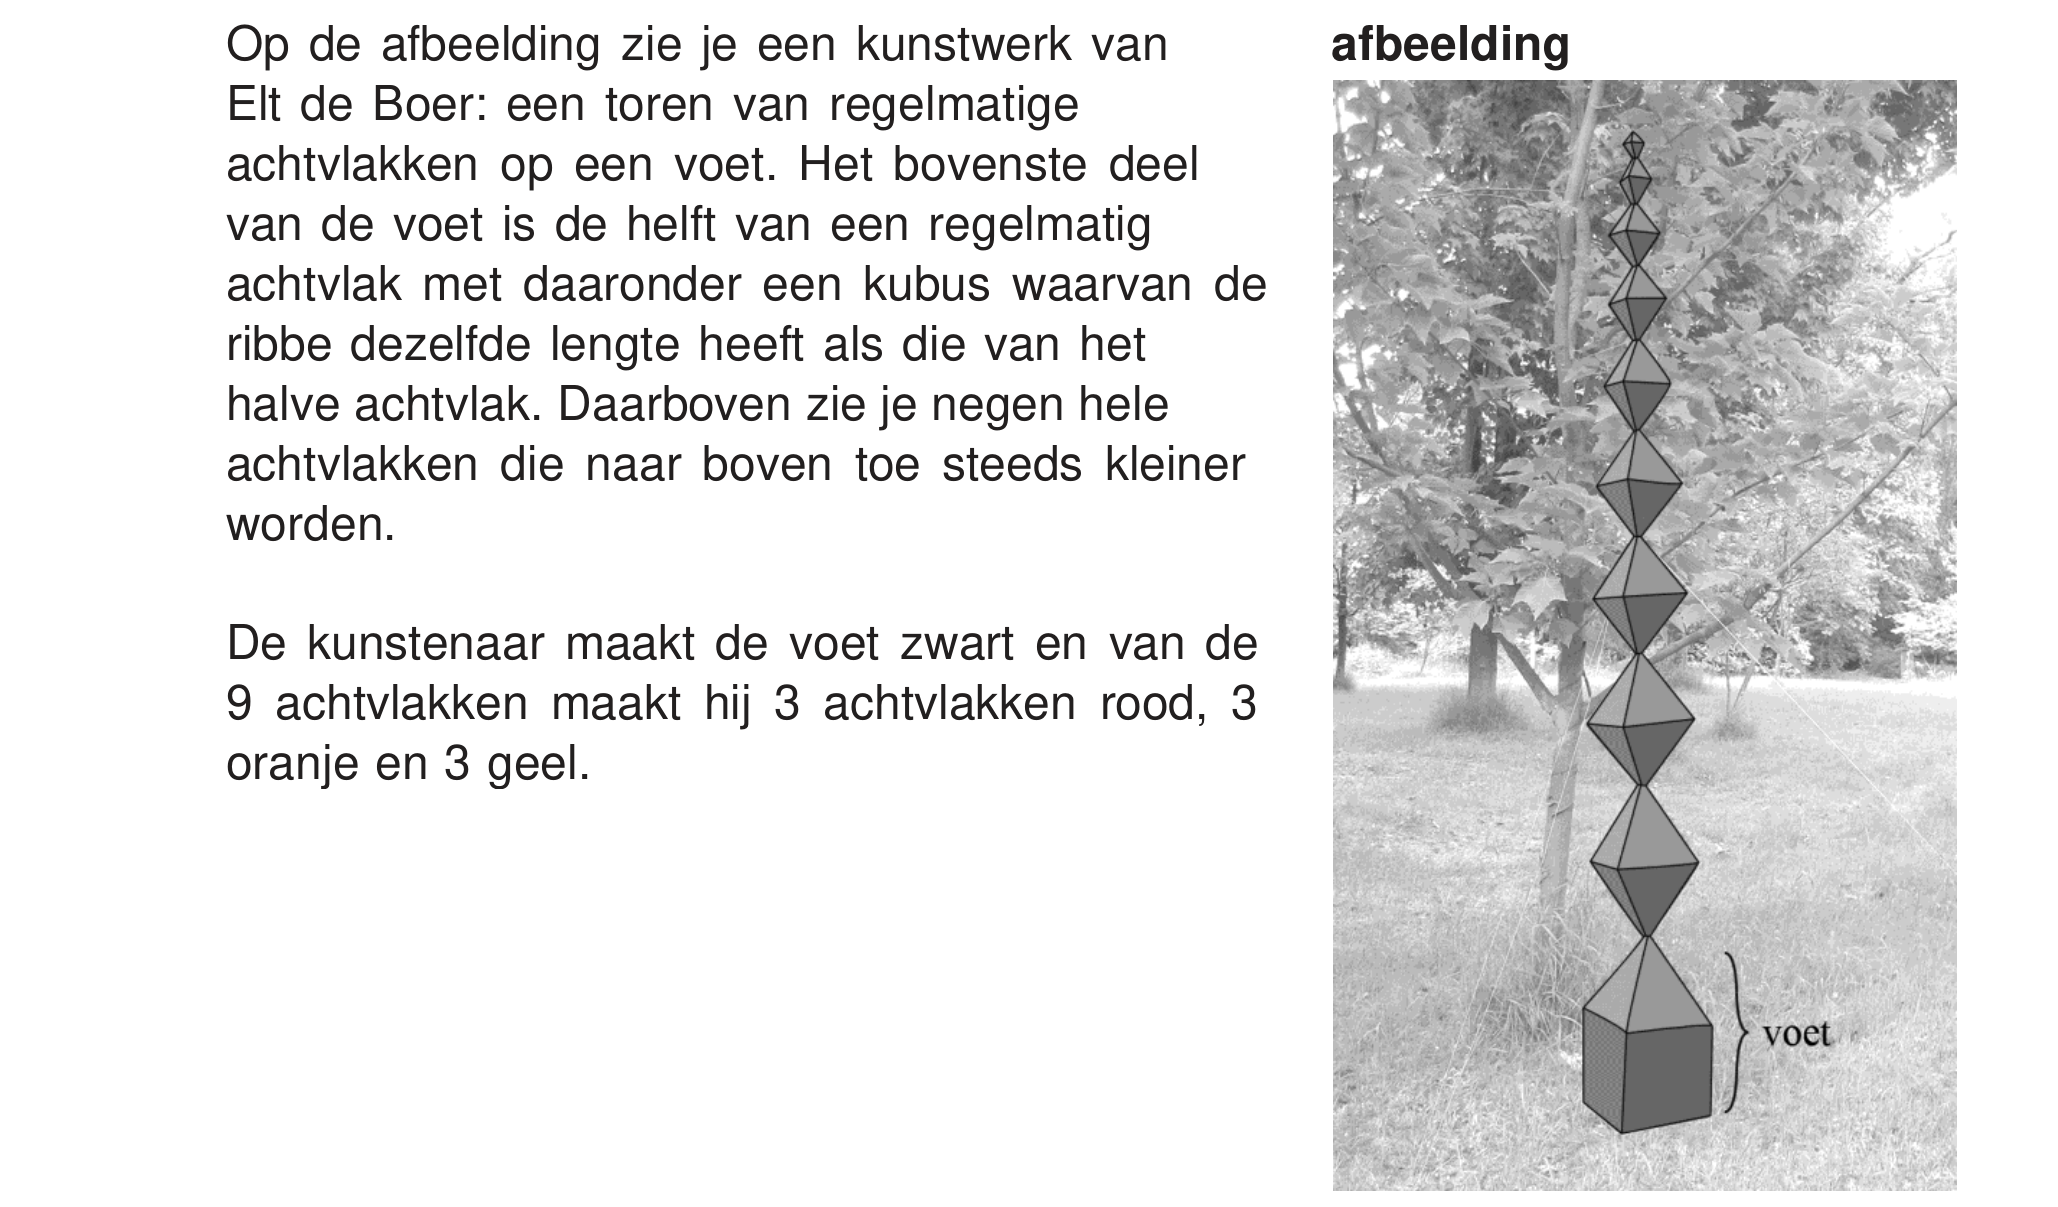 Op de afbeelding zie je een kunstwerk van
Elt de Boer: een toren van regelmatige
achtvlakken op een voet. Het bovenste deel
van de voet is de helft van een regelmatig
achtvlak met daaronder een kubus waarvan de
ribbe dezelfde lengte heeft als die van het
halve achtvlak. Daarboven zie je negen hele
achtvlakken die naar boven toe steeds kleiner
worden.
De kunstenaar maakt de voet zwart en van de
9 achtvlakken maakt hij 3 achtvlakken rood, 3
oranje en 3 geel.
afbeelding
voet